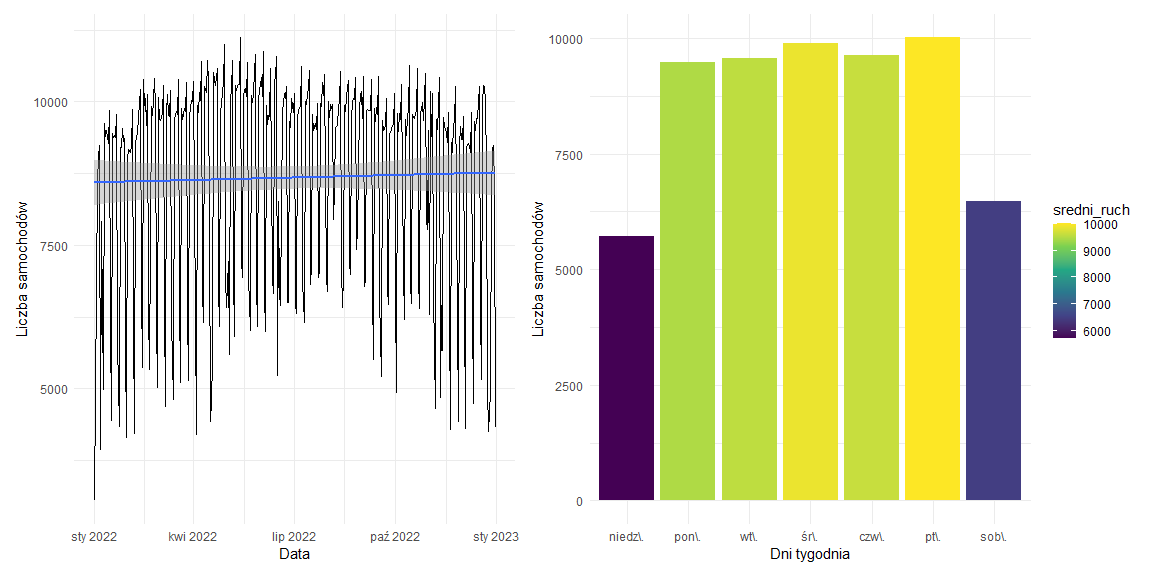 Liczba samochodów
10000
7500
5000
sty 2022
kwi 2022
lip 2022
paź 2022
sty 2023
Data
Liczba samochodów
10000
7500
5000
2500
0
niedz\.
pon\.
wt\.
śr\.
czw\.
pt\.
sob\.
Dni tygodnia
sredni_ruch
10000
9000
8000
7000
6000